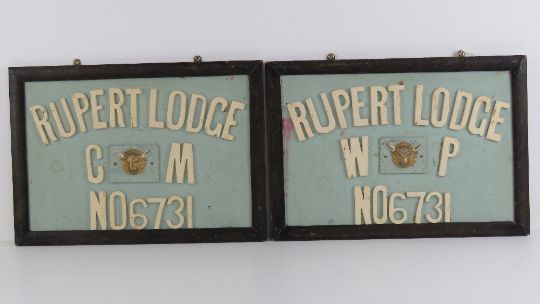 RUPERT LODGE
C M
NO6731
RUPERT LODGE
W P
NO6731